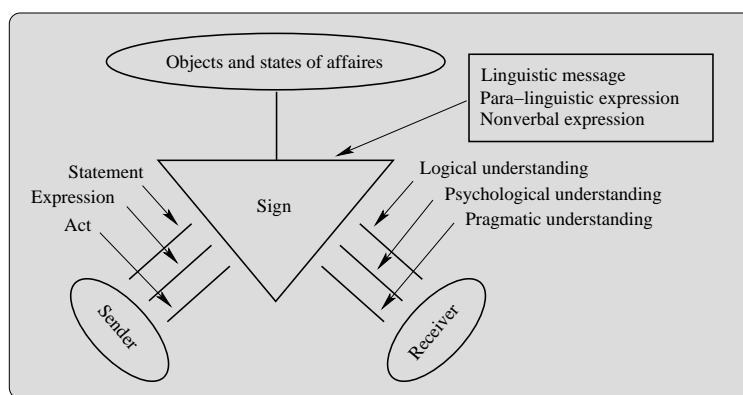 Objects and states of affaires
Linguistic message
Para−linguistic expression
Nonverbal expression
Statement
Expression
Act
Sign
Logical understanding
Psychological understanding
Pragmatic understanding
Sender
Receiver